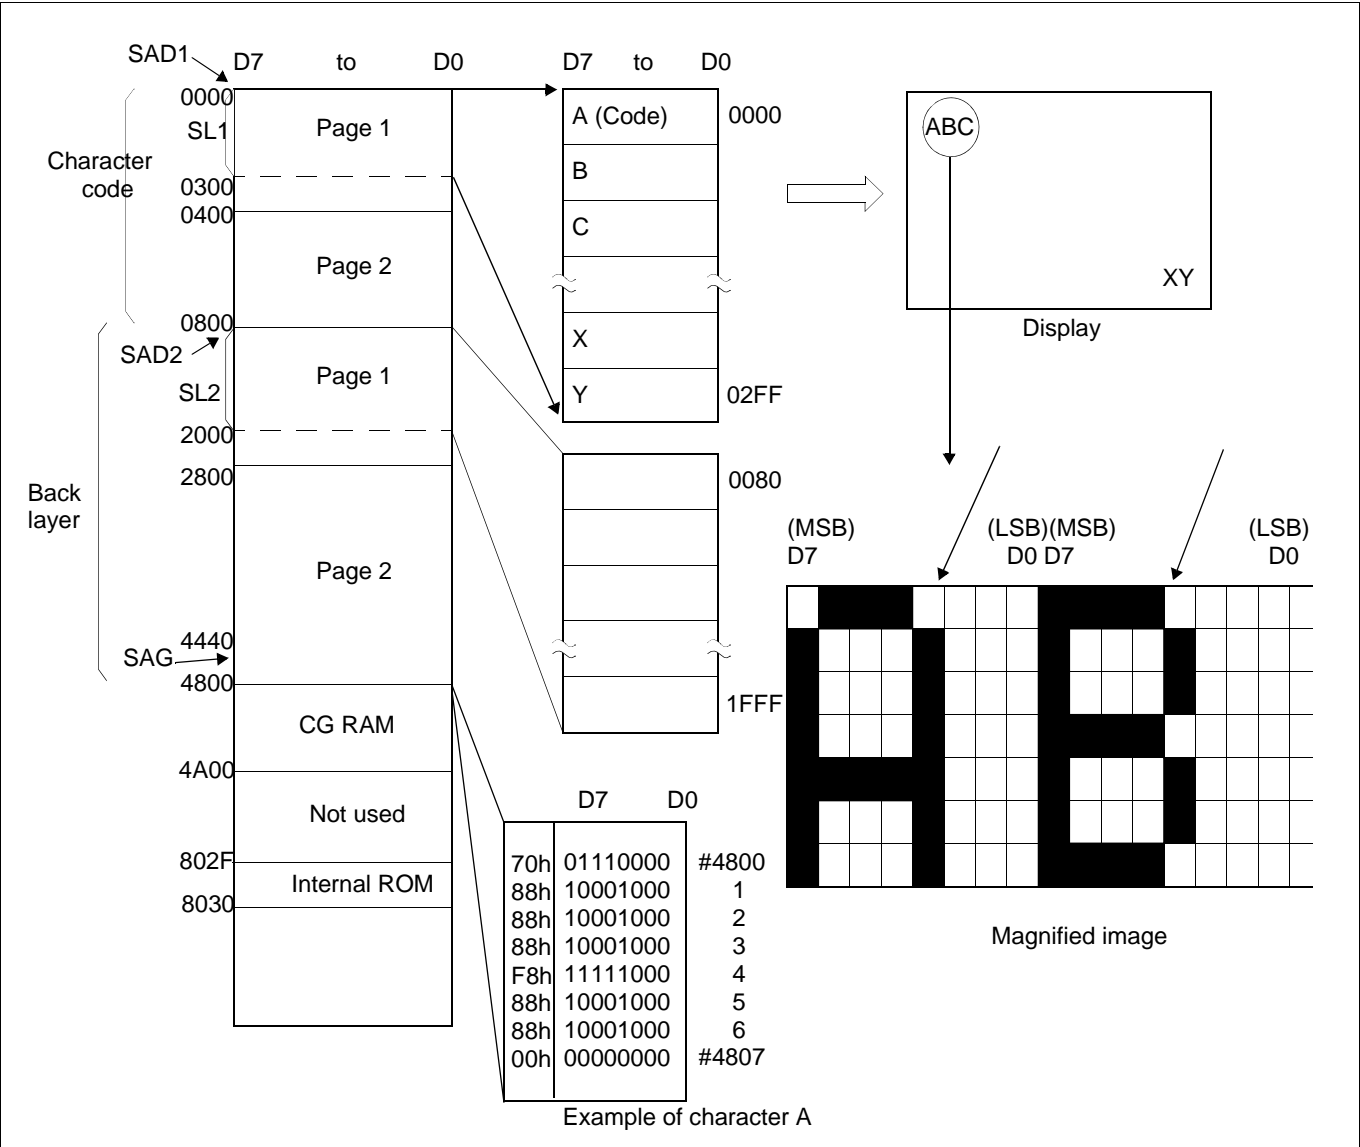 SAD1
D7 to D0
0000
SL1
Page 1
Character
code
0300
0400
Page 2
0800
SAD2
Page 1
SL2
2000
2800
Back
layer
Page 2
4440
SAG
4800
CG RAM
4A00
Not used
802F
Internal ROM
8030
D7 to D0
A (Code) 0000
B
C
X
Y 02FF
0080
1FFF
D7 D0
70h 01110000 #4800
88h 10001000 1
88h 10001000 2
88h 10001000 3
F8h 11111000 4
88h 10001000 5
88h 10001000 6
00h 00000000 #4807
Example of character A
ABC
XY
Display
(MSB) (LSB)(MSB) (LSB)
D7 D0 D7 D0
Magnified image